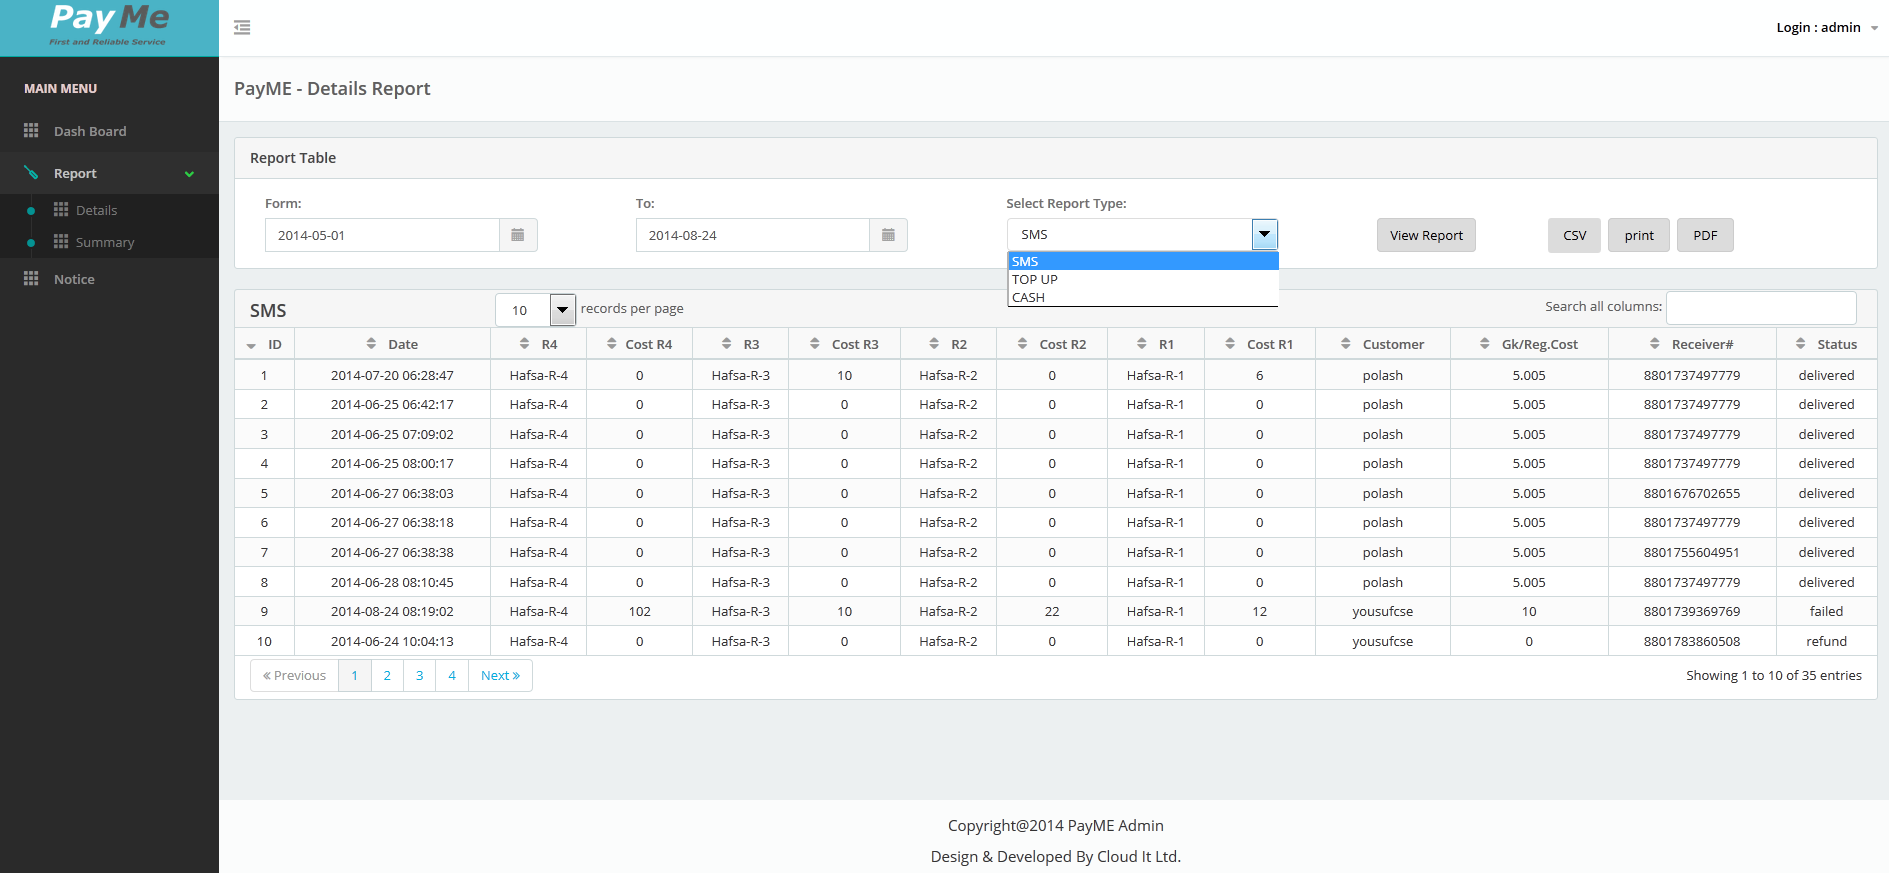 Pay Me
First and Reliable Service
Login : admin
MAIN MENU
Dash Board
Report
Details
Summary
Notice
PayME - Details Report
Report Table
Form: To: Select Report Type:
2014-05-01 2014-08-24 SMS View Report CSV print PDF
SMS
TOP UP
CASH
SMS 10 records per page Search all columns:
ID Date R4 Cost R4 R3 Cost R3 R2 Cost R2 R1 Cost R1 Customer Gk/Reg.Cost Receiver# Status
1 2014-07-20 06:28:47 Hafsa-R-4 0 Hafsa-R-3 10 Hafsa-R-2 0 Hafsa-R-1 6 polash 5.005 8801737497779 delivered
2 2014-06-25 06:42:17 Hafsa-R-4 0 Hafsa-R-3 0 Hafsa-R-2 0 Hafsa-R-1 0 polash 5.005 8801737497779 delivered
3 2014-06-25 07:09:02 Hafsa-R-4 0 Hafsa-R-3 0 Hafsa-R-2 0 Hafsa-R-1 0 polash 5.005 8801737497779 delivered
4 2014-06-25 08:00:17 Hafsa-R-4 0 Hafsa-R-3 0 Hafsa-R-2 0 Hafsa-R-1 0 polash 5.005 8801737497779 delivered
5 2014-06-27 06:38:03 Hafsa-R-4 0 Hafsa-R-3 0 Hafsa-R-2 0 Hafsa-R-1 0 polash 5.005 8801676702655 delivered
6 2014-06-27 06:38:18 Hafsa-R-4 0 Hafsa-R-3 0 Hafsa-R-2 0 Hafsa-R-1 0 polash 5.005 8801737497779 delivered
7 2014-06-27 06:38:38 Hafsa-R-4 0 Hafsa-R-3 0 Hafsa-R-2 0 Hafsa-R-1 0 polash 5.005 8801755604951 delivered
8 2014-06-28 08:10:45 Hafsa-R-4 0 Hafsa-R-3 0 Hafsa-R-2 0 Hafsa-R-1 0 polash 5.005 8801737497779 delivered
9 2014-08-24 08:19:02 Hafsa-R-4 102 Hafsa-R-3 10 Hafsa-R-2 22 Hafsa-R-1 12 yousufcse 10 8801739369769 failed
10 2014-06-24 10:04:13 Hafsa-R-4 0 Hafsa-R-3 0 Hafsa-R-2 0 Hafsa-R-1 0 yousufcse 0 8801783860508 refund
« Previous 1 2 3 4 Next » Showing 1 to 10 of 35 entries
Copyright@2014 PayME Admin
Design & Developed By Cloud It Ltd.